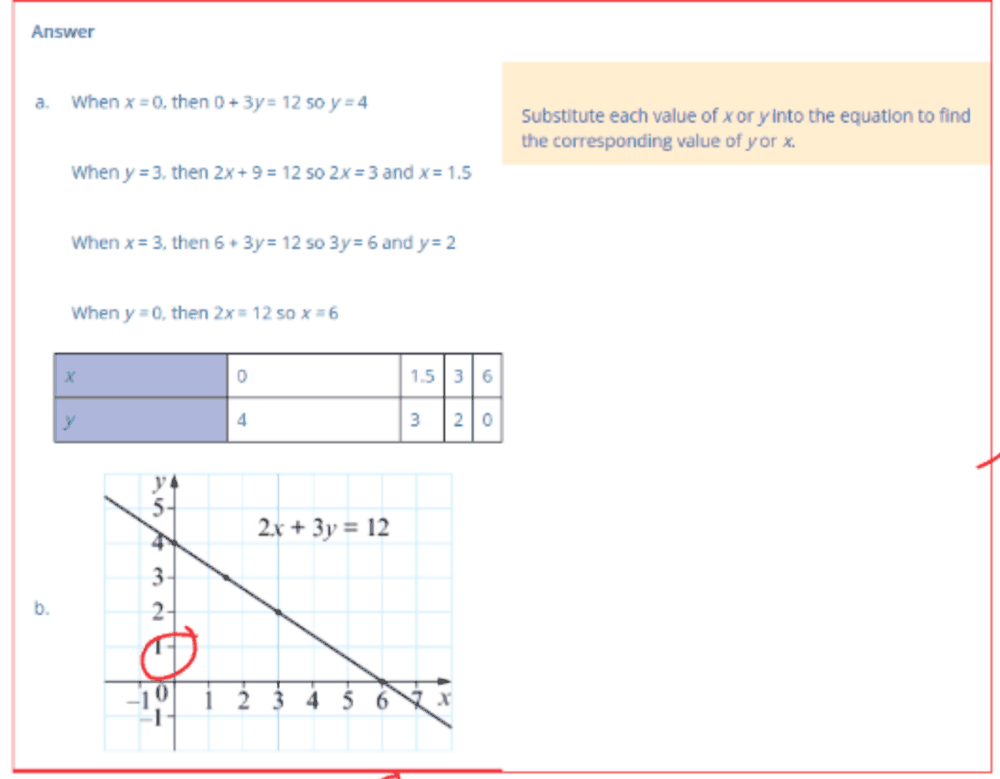 Answer
a. When x = 0, then 0 + 3y = 12 so y = 4
Substitute each value of x or y into the equation to find
the corresponding value of y or x.
When y = 3, then 2x + 9 = 12 so 2x = 3 and x = 1.5
When x = 3, then 6 + 3y = 12 so 3y = 6 and y = 2
When y = 0, then 2x = 12 so x = 6
x 0 1.5 3 6
y 4 3 2 0
b.
y
5
2x + 3y = 12
4
3
2
1
–1 0 1 2 3 4 5 6 7 x
–1